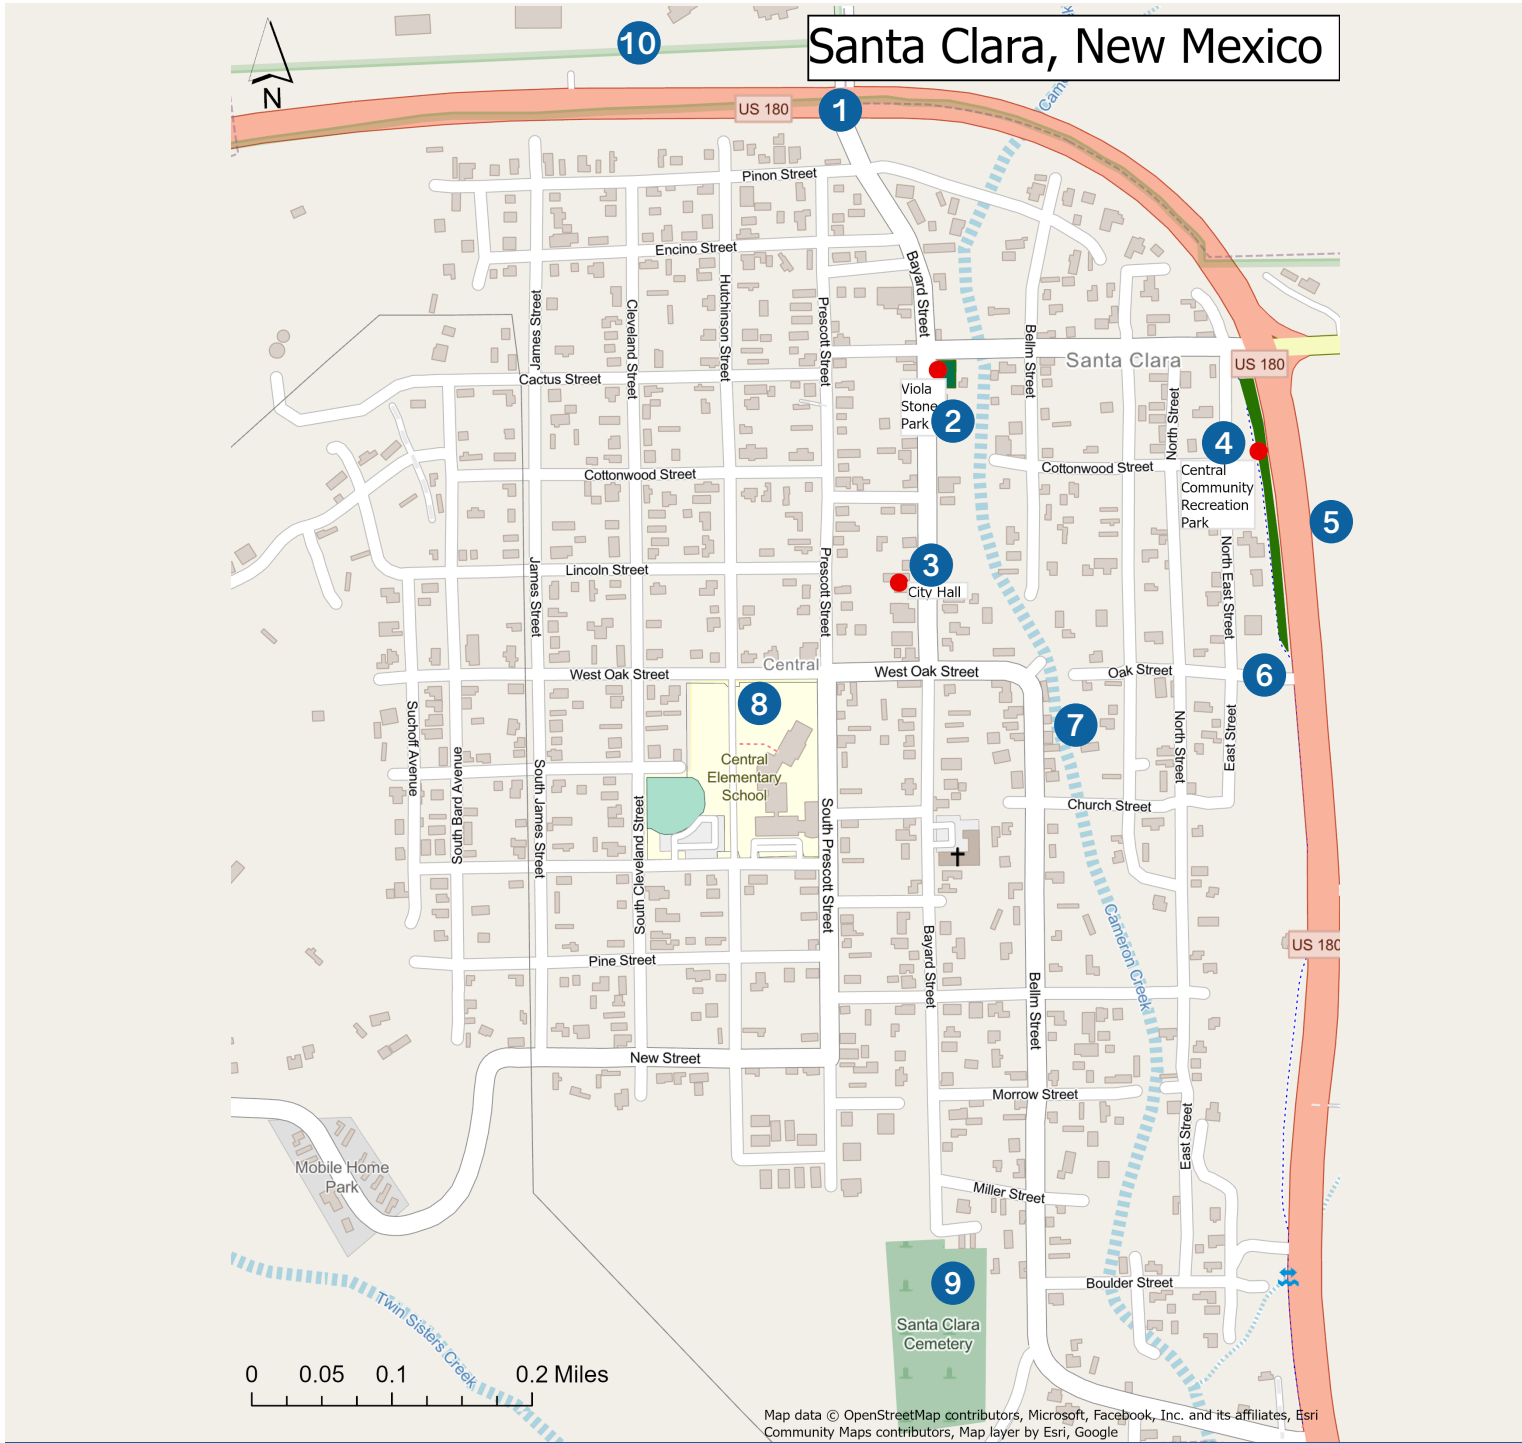 10
Santa Clara, New Mexico
N
Came
US 180
1
Pinon Street
Encino Street
Bayard Street
James Street
Cleveland Street
Hutchinson Street
Prescott Street
Bellm Street
Santa Clara
US 180
Cactus Street
Viola
Stone
Park
2
North Street
4
Cottonwood Street
Cottonwood Street
Central
Community
Recreation
Park
5
James Street
Lincoln Street
Prescott Street
3
City Hall
North East Street
West Oak Street
Central
West Oak Street
Oak Street
6
8
7
Suchoff Avenue
South Bard Avenue
South James Street
South Cleveland Street
Central
Elementary
School
South Prescott Street
North Street
East Street
Church Street
Cameron Creek
US 180
Pine Street
Bayard Street
Bellm Street
New Street
Morrow Street
East Street
Mobile Home
Park
Miller Street
9
Boulder Street
Santa Clara
Cemetery
Twin Sisters Creek
0 0.05 0.1 0.2 Miles
Map data © OpenStreetMap contributors, Microsoft, Facebook, Inc. and its affiliates, Esri
Community Maps contributors, Map layer by Esri, Google